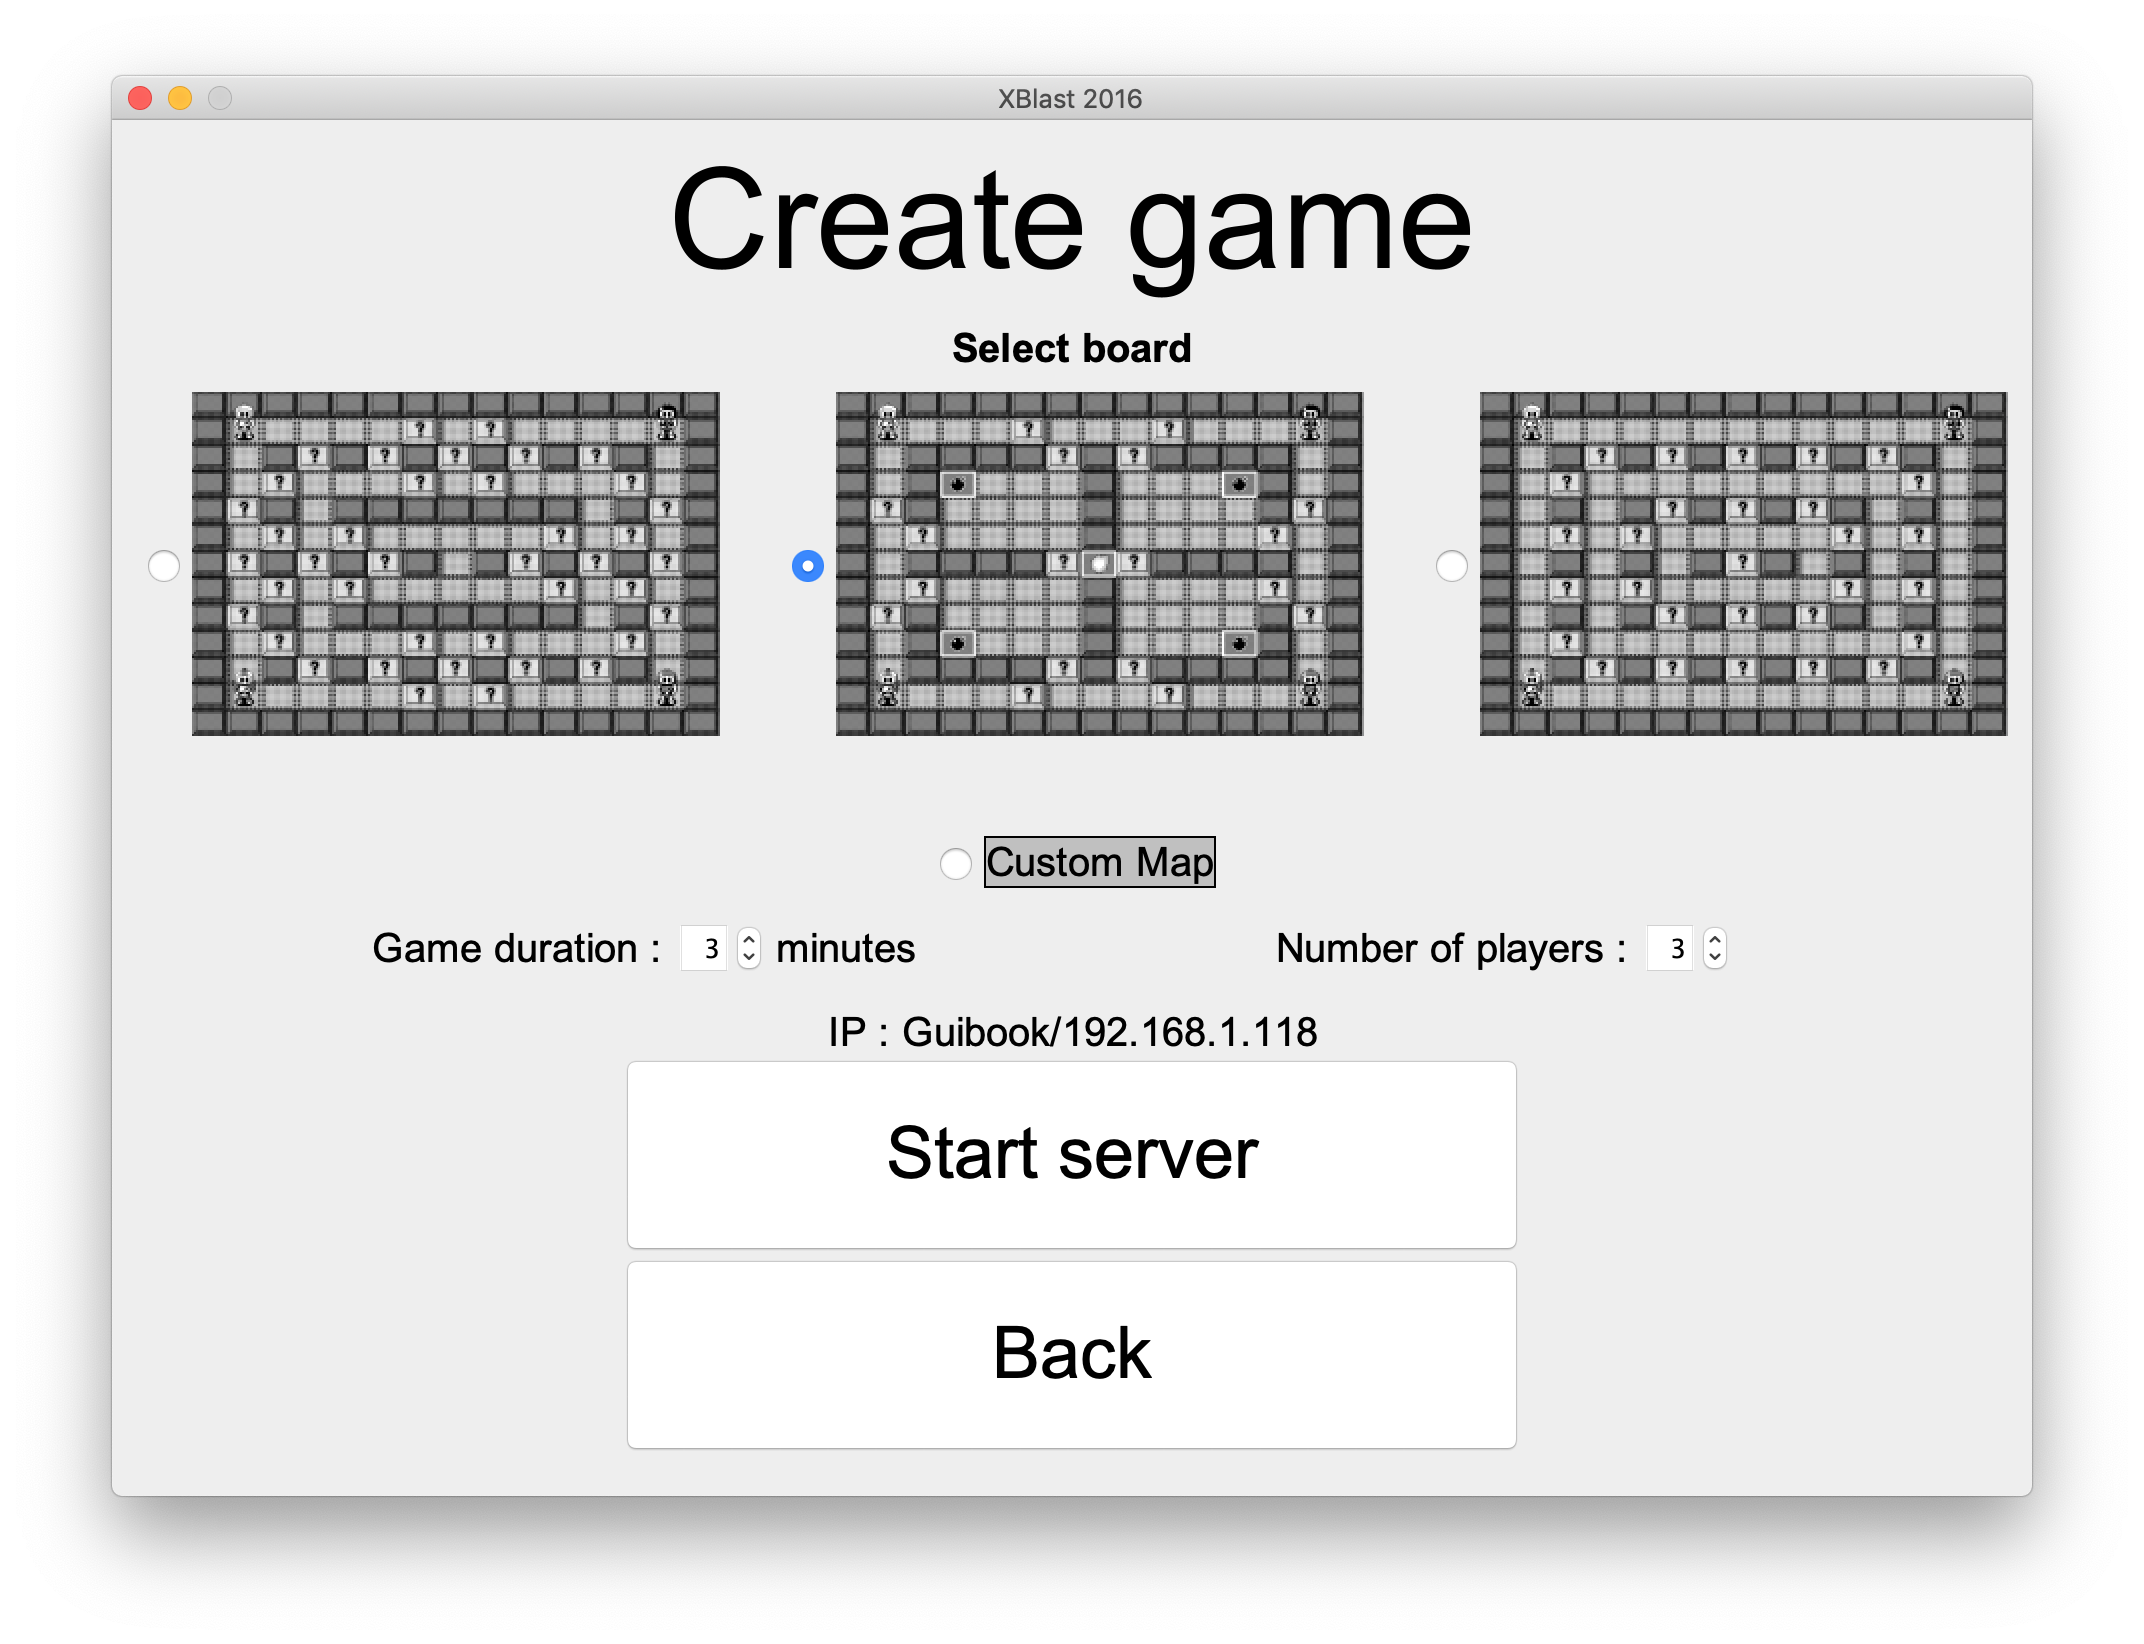 XBlast 2016
Create game
Select board
Custom Map
Game duration : 3 minutes
Number of players : 3
IP : Guibook/192.168.1.118
Start server
Back